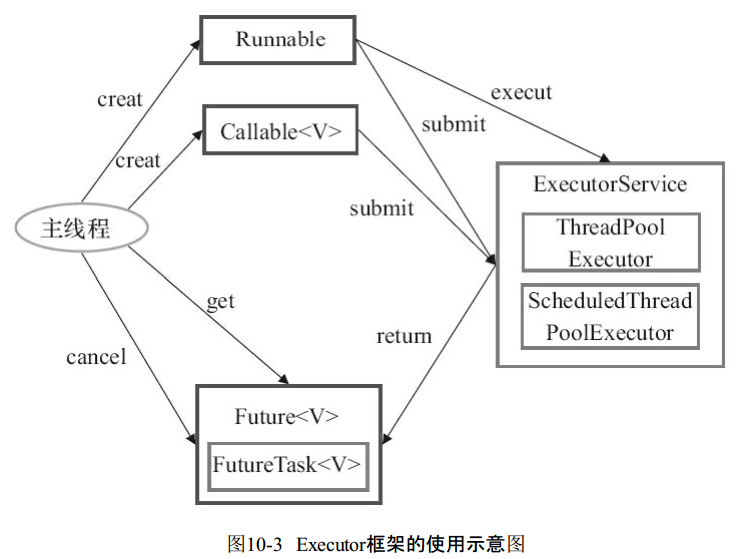 Runnable
creat
execut
submit
Callable<V>
creat
ExecutorService
submit
主线程
ThreadPool
Executor
ScheduledThread
PoolExecutor
get
return
cancel
Future<V>
FutureTask<V>
图10-3 Executor框架的使用示意图